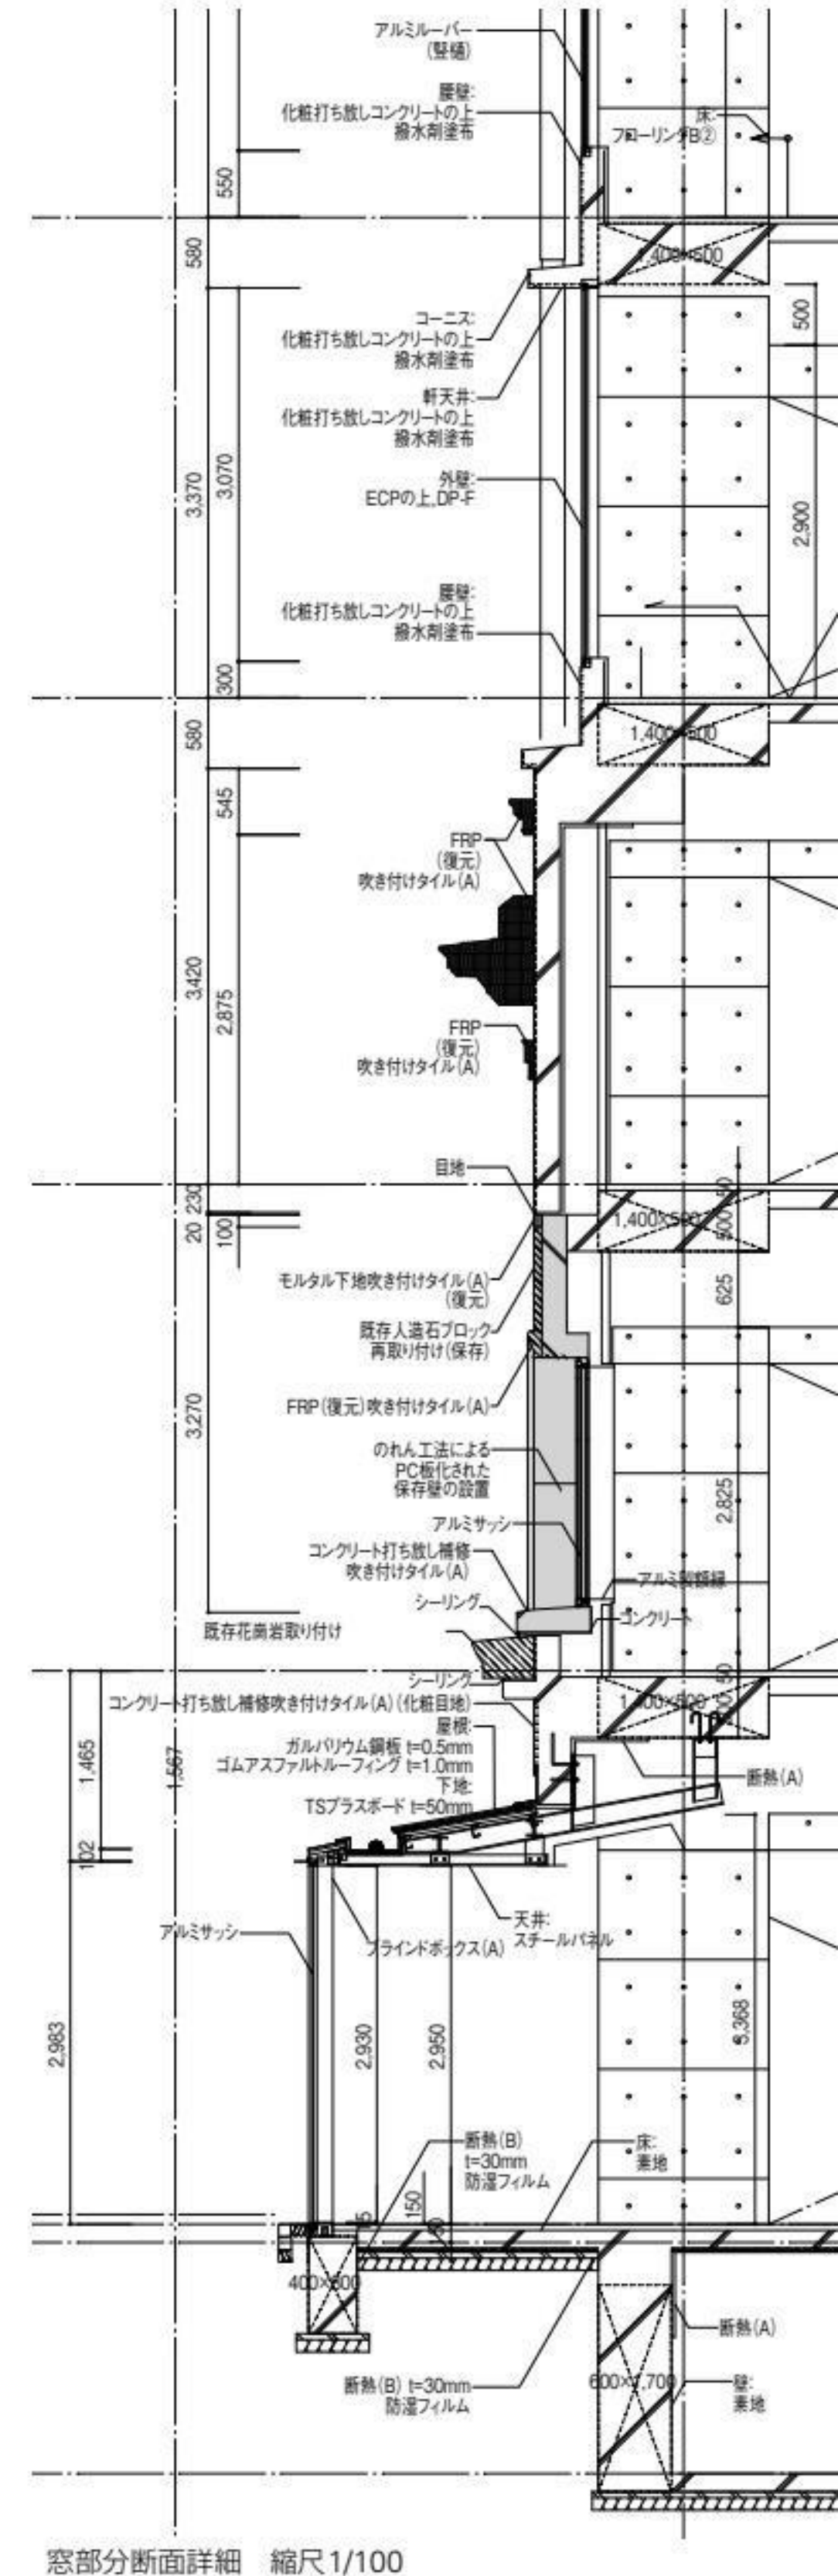 アルミルーバー
(竪樋)
腰壁:
化粧打ち放しコンクリートの上
撥水剤塗布
床:
フローリングB②
550
580
1,400×500
コーニス:
化粧打ち放しコンクリートの上
撥水剤塗布
500
軒天井:
化粧打ち放しコンクリートの上
撥水剤塗布
3,370
3,070
外壁:
ECPの上,DP-F
2,900
腰壁:
化粧打ち放しコンクリートの上
撥水剤塗布
300
580
1,400×500
545
FRP
(復元)
吹き付けタイル(A)
3,420
2,875
FRP
(復元)
吹き付けタイル(A)
目地
20 230
100
1,400×500
500 50
625
モルタル下地吹き付けタイル(A)
(復元)
既存人造石ブロック
再取り付け(保存)
FRP(復元)吹き付けタイル(A)
3,270
のれん工法による
PC板化された
保存壁の設置
2,825
アルミサッシ
コンクリート打ち放し補修
吹き付けタイル(A)
アルミ製額縁
シーリング
コンクリート
既存花崗岩取り付け
シーリング
コンクリート打ち放し補修吹き付けタイル(A)(化粧目地)
1,400×500
50
屋根:
ガルバリウム鋼板 t=0.5mm
ゴムアスファルトルーフィング t=1.0mm
下地:
TSプラスボード t=50mm
1,465
1,567
断熱(A)
102
アルミサッシ
ブラインドボックス(A)
天井:
スチールパネル
2,983
2,930
2,950
断熱(B)
t=30mm
防湿フィルム
床:
素地
150
400×800
断熱(A)
断熱(B) t=30mm
防湿フィルム
600×1,700
壁:
素地
窓部分断面詳細 縮尺1/100